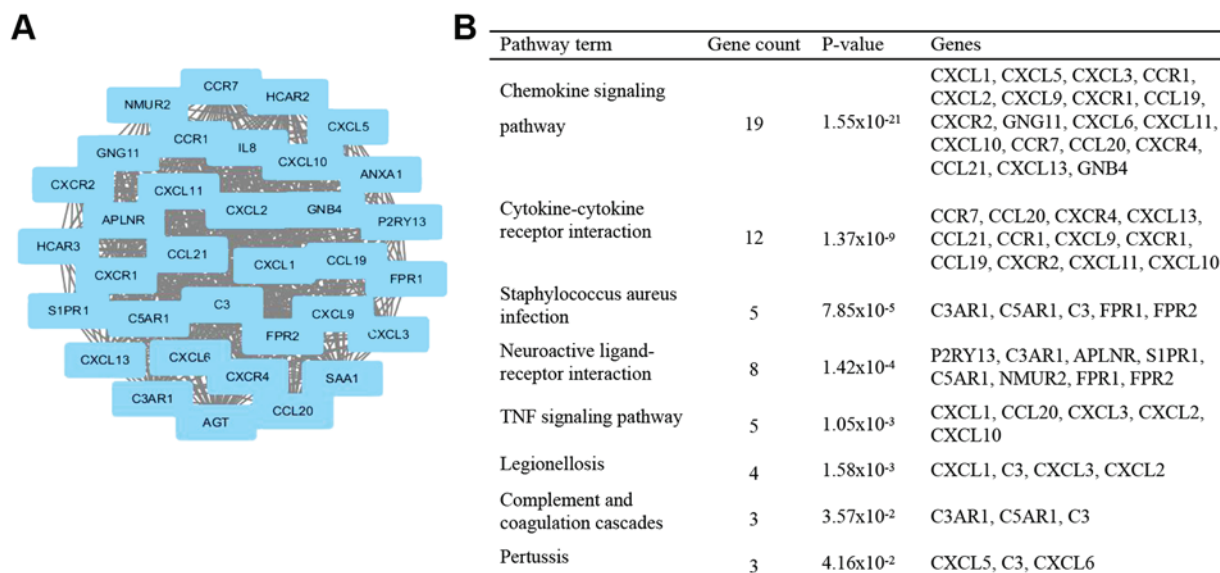 A
CCR7
HCAR2
NMUR2
CXCL5
CCR1
IL8
GNG11
CXCL10
ANXA1
CXCR2
CXCL11
CXCL2
GNB4
P2RY13
APLNR
HCAR3
CCL21
CXCL1
CCL19
CXCR1
FPR1
S1PR1
C3
C5AR1
CXCL9
FPR2
CXCL3
CXCL13
CXCL6
CXCR4
SAA1
C3AR1
CCL20
AGT
B
Pathway term Gene count P-value Genes
Chemokine signaling
pathway
19 1.55x10-21
CXCL1, CXCL5, CXCL3, CCR1,
CXCL2, CXCL9, CXCR1, CCL19,
CXCR2, GNG11, CXCL6, CXCL11,
CXCL10, CCR7, CCL20, CXCR4,
CCL21, CXCL13, GNB4
Cytokine-cytokine
receptor interaction
12 1.37x10-9
CCR7, CCL20, CXCR4, CXCL13,
CCL21, CCR1, CXCL9, CXCR1,
CCL19, CXCR2, CXCL11, CXCL10
Staphylococcus aureus
infection
5 7.85x10-5 C3AR1, C5AR1, C3, FPR1, FPR2
Neuroactive ligand-
receptor interaction
8 1.42x10-4
P2RY13, C3AR1, APLNR, S1PR1,
C5AR1, NMUR2, FPR1, FPR2
TNF signaling pathway 5 1.05x10-3
CXCL1, CCL20, CXCL3, CXCL2,
CXCL10
Legionellosis 4 1.58x10-3 CXCL1, C3, CXCL3, CXCL2
Complement and
coagulation cascades
3 3.57x10-2 C3AR1, C5AR1, C3
Pertussis 3 4.16x10-2 CXCL5, C3, CXCL6